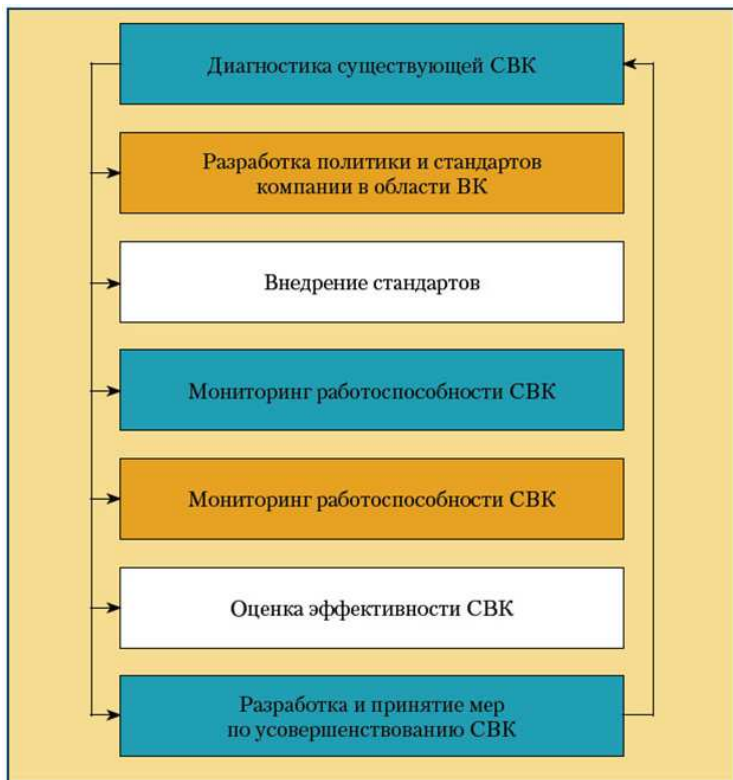 Диагностика существующей СВК
Разработка политики и стандартов
компании в области ВК
Внедрение стандартов
Мониторинг работоспособности СВК
Мониторинг работоспособности СВК
Оценка эффективности СВК
Разработка и принятие мер
по усовершенствованию СВК